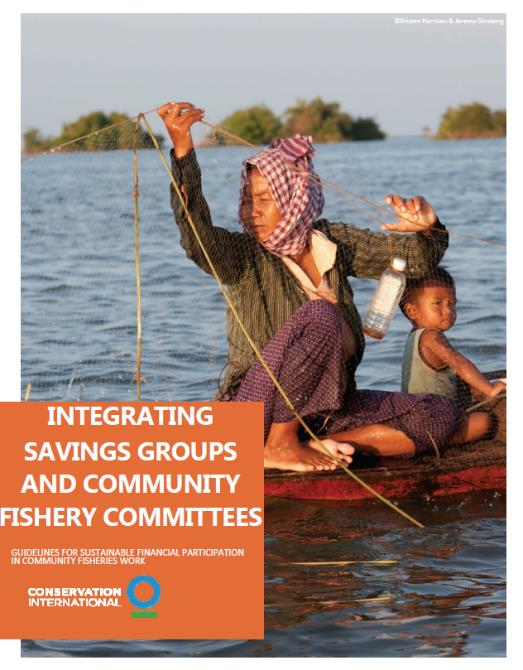 ©Kristen Harrison & Jeremy Ginsberg
INTEGRATING
SAVINGS GROUPS
AND COMMUNITY
FISHERY COMMITTEES
GUIDELINES FOR SUSTAINABLE FINANCIAL PARTICIPATION
IN COMMUNITY FISHERIES WORK
CONSERVATION
INTERNATIONAL